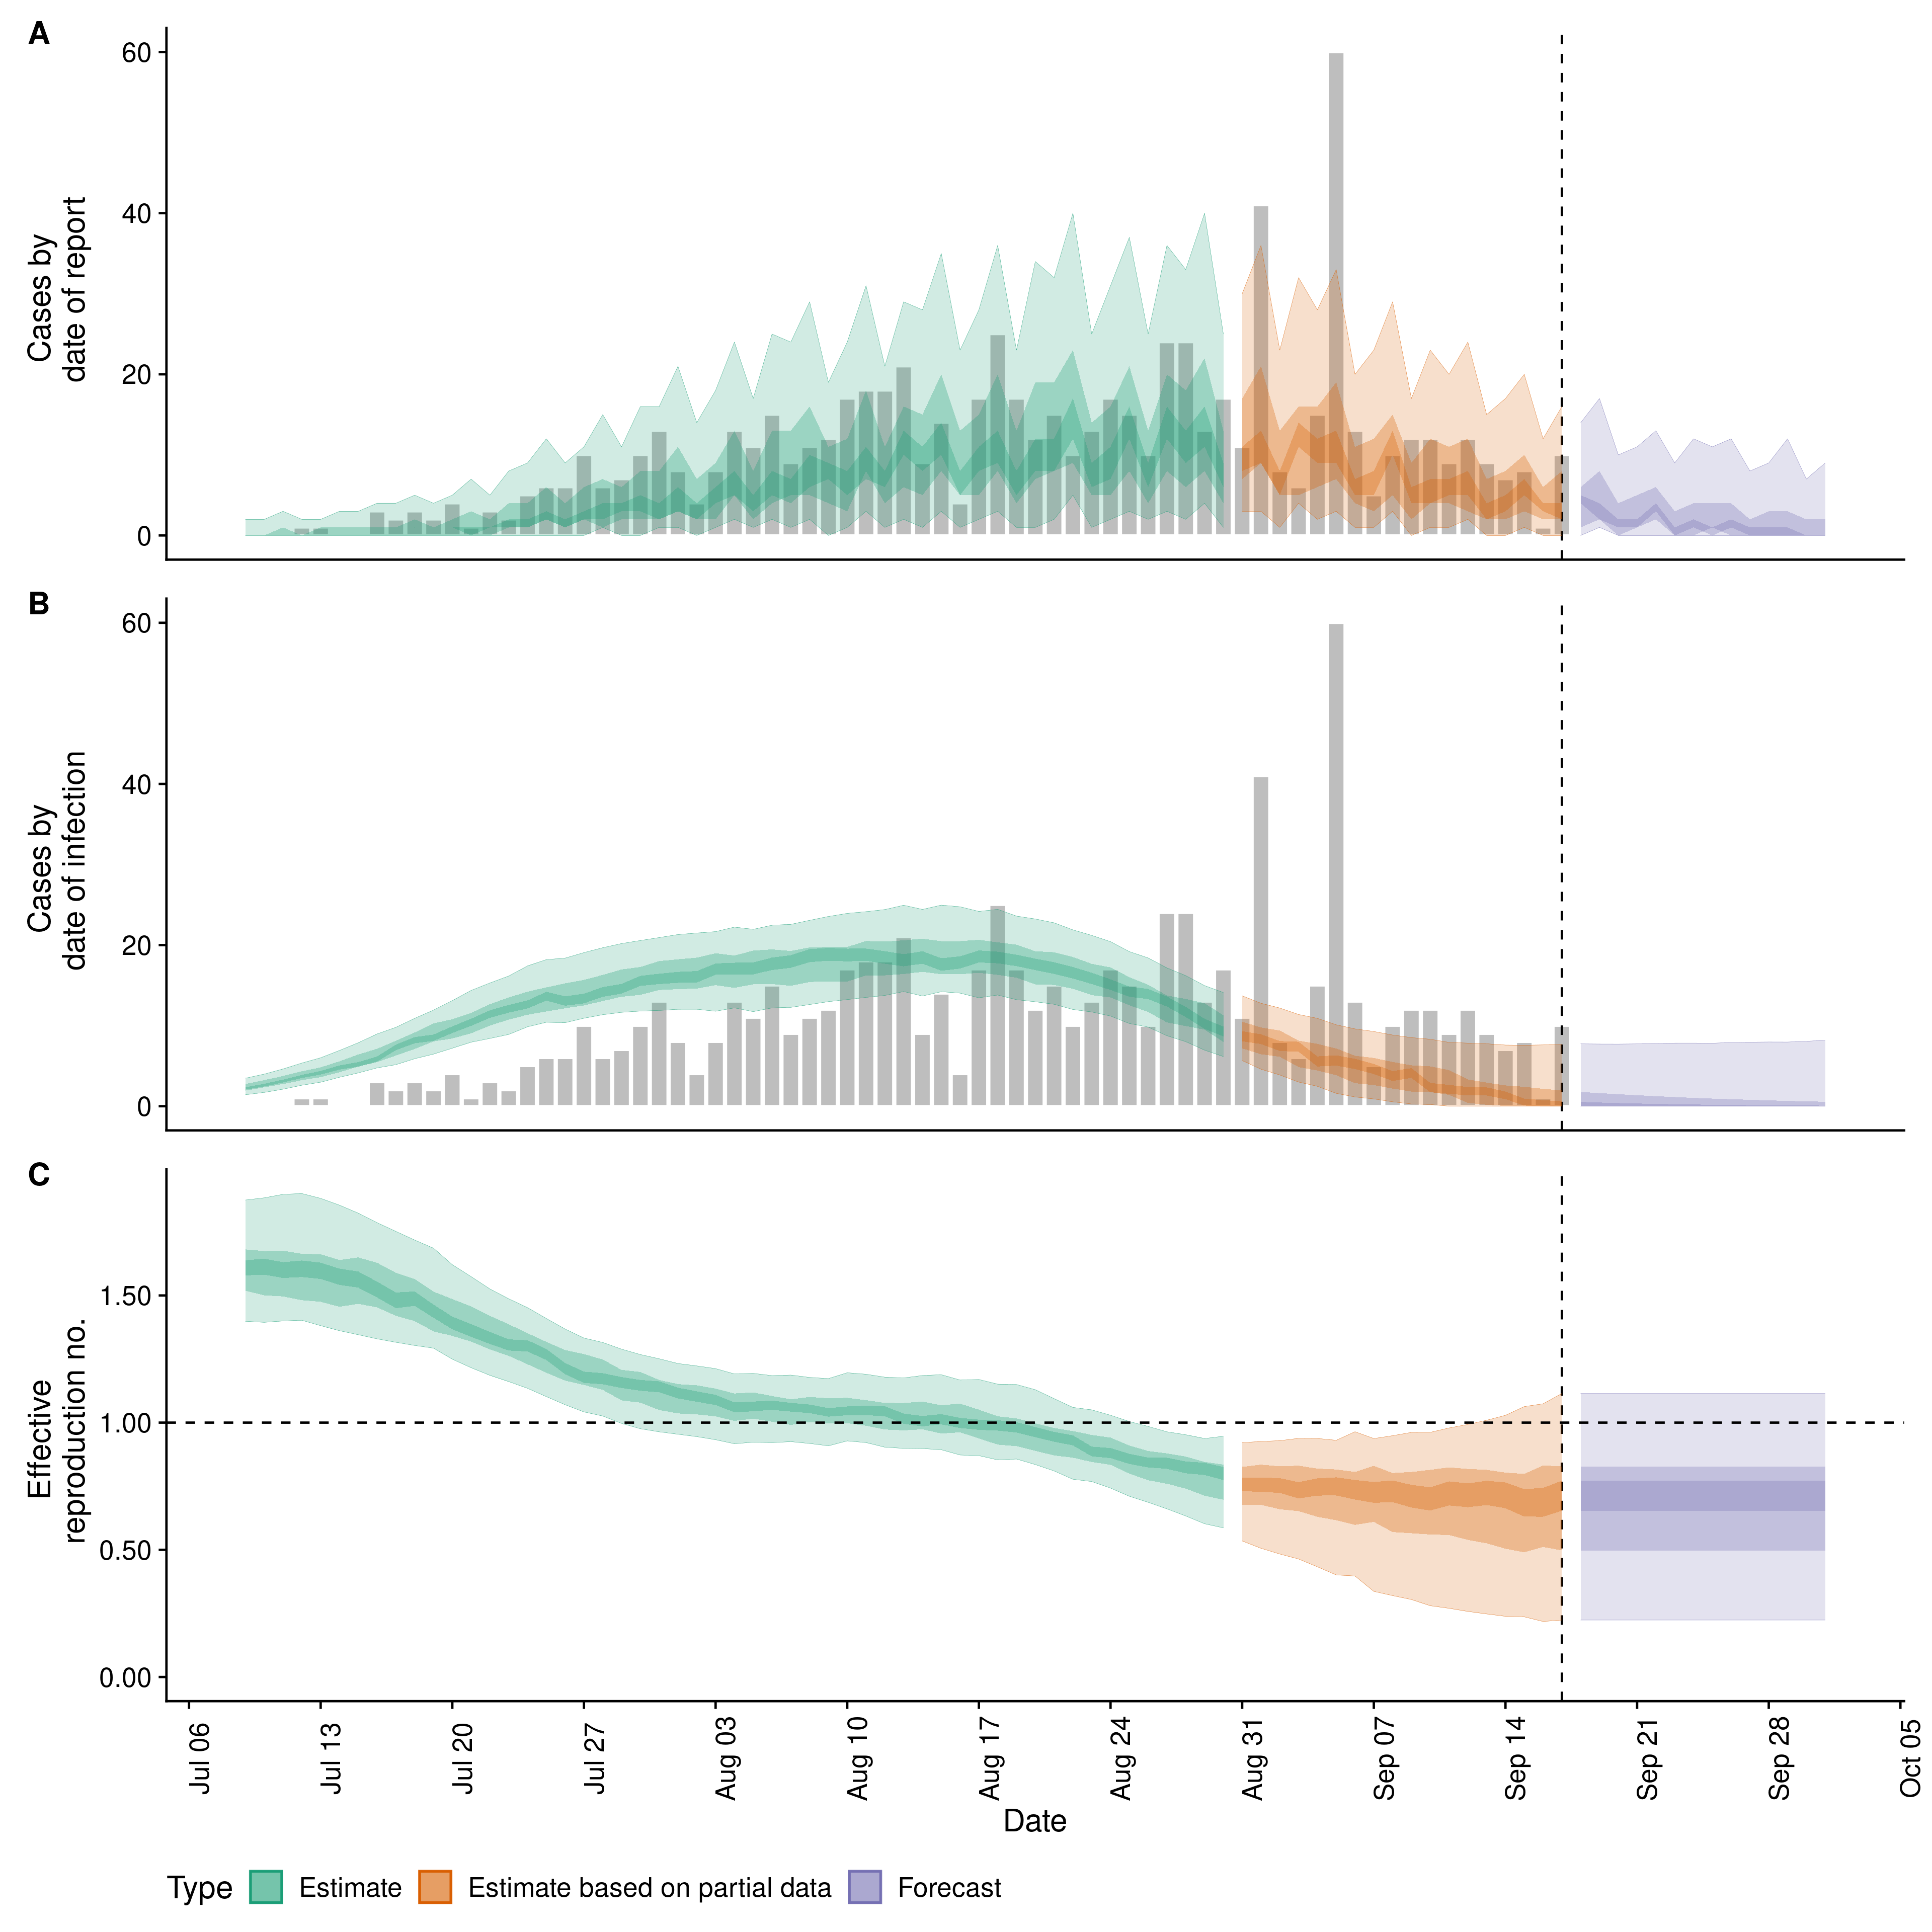 A
60
40
20
0
Cases by
date of report
B
60
40
20
0
Cases by
date of infection
C
1.50
1.00
0.50
0.00
Effective
reproduction no.
Jul 06
Jul 13
Jul 20
Jul 27
Aug 03
Aug 10
Aug 17
Aug 24
Aug 31
Sep 07
Sep 14
Sep 21
Sep 28
Oct 05
Date
Type Estimate Estimate based on partial data Forecast